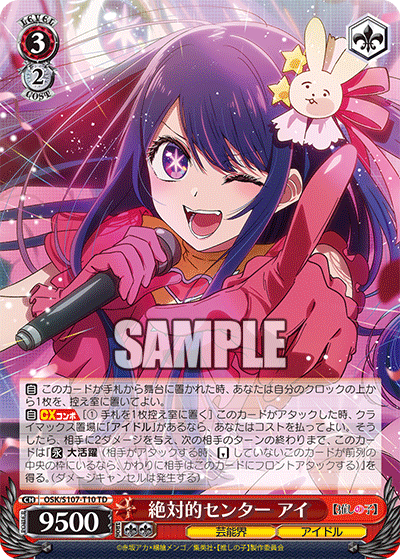 LEVEL
3
2
COST
SAMPLE
自 このカードが手札から舞台に置かれた時、あなたは自分のクロックの上か
ら1枚を、控え室に置いてよい。
自 CXコンボ [① 手札を1枚控え室に置く] このカードがアタックした時、クラ
イマックス置場に「アイドル」があるなら、あなたはコストを払ってよい。そう
したら、相手に2ダメージを与え、次の相手のターンの終わりまで、このカード
は『永 大活躍 (相手がアタックする時、レストしていないこのカードが前列
の中央の枠にいるなら、かわりに相手はこのカードにフロントアタックする)』
を得る。(ダメージキャンセルは発生する)
CH OSK/S107-T10 TD
9500
絶対的センター アイ
【推しの子】
芸能界
アイドル
©赤坂アカ×横槍メンゴ/集英社・【推しの子】製作委員会